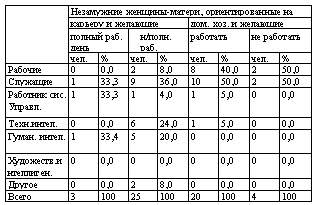 Незамужние женщины-матери, ориентированные на
карьеру и желавшие дом. хоз. и желавшие
полный раб. день н/полн. раб. работать не работать
чел. % чел. % чел. % чел. %
Рабочие 0 0,0 2 8,0 8 40,0 2 50,0
Служащие 1 33,3 9 36,0 10 50,0 2 50,0
Работник сис. Управл. 1 33,3 1 4,0 1 5,0 0 0,0
Техн.интел. 0 0,0 6 24,0 1 5,0 0 0,0
Гуман. интел. 1 33,4 5 20,0 0 0,0 0 0,0
Художеств.и нтеллиген. 0 0,0 0 0,0 0 0,0 0 0,0
Другое 0 0,0 2 8,0 0 0,0 0 0,0
Всего 3 100 25 100 20 100 4 100